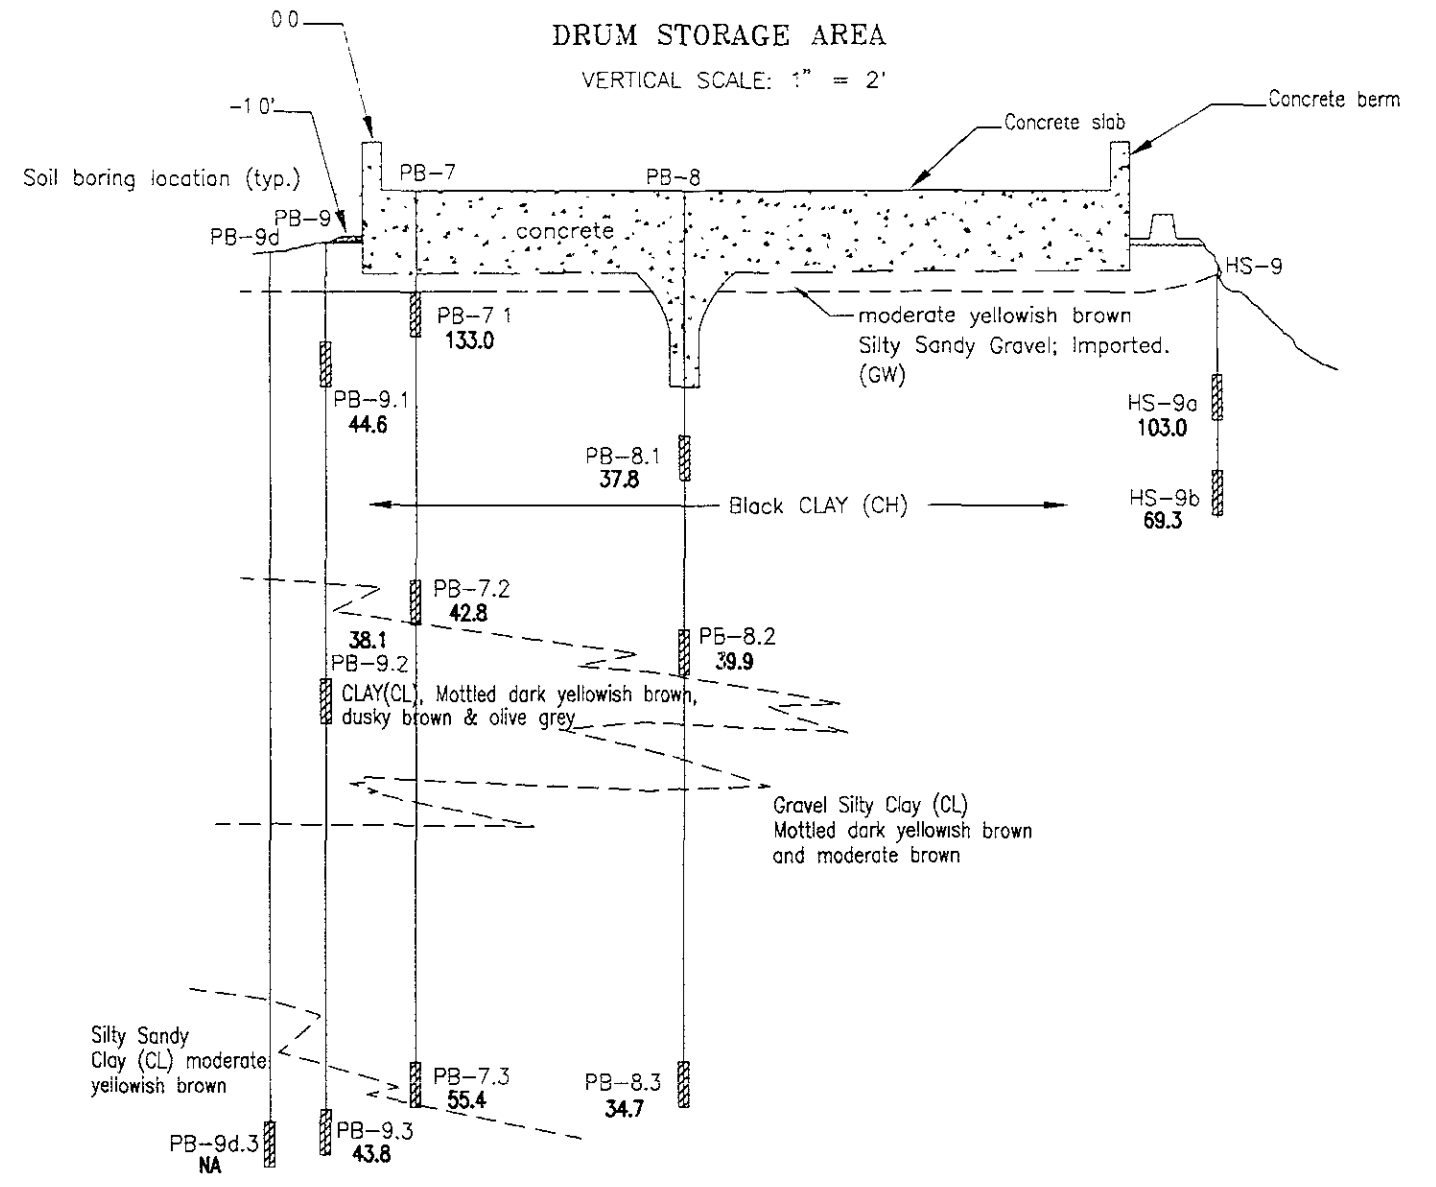 0 0
DRUM STORAGE AREA
VERTICAL SCALE: 1" = 2'
-1 0'
Concrete berm
Concrete slab
Soil boring location (typ.)
PB-7
PB-8
PB-9
PB-9d
concrete
HS-9
PB-7 1
133.0
moderate yellowish brown
Silty Sandy Gravel; Imported.
(GW)
PB-9.1
44.6
HS-9a
103.0
PB-8.1
37.8
Black CLAY (CH)
HS-9b
69.3
PB-7.2
42.8
38.1
PB-9.2
PB-8.2
39.9
CLAY(CL), Mottled dark yellowish brown,
dusky brown & olive grey
Gravel Silty Clay (CL)
Mottled dark yellowish brown
and moderate brown
Silty Sandy
Clay (CL) moderate
yellowish brown
PB-7.3
55.4
PB-8.3
34.7
PB-9d.3
NA
PB-9.3
43.8